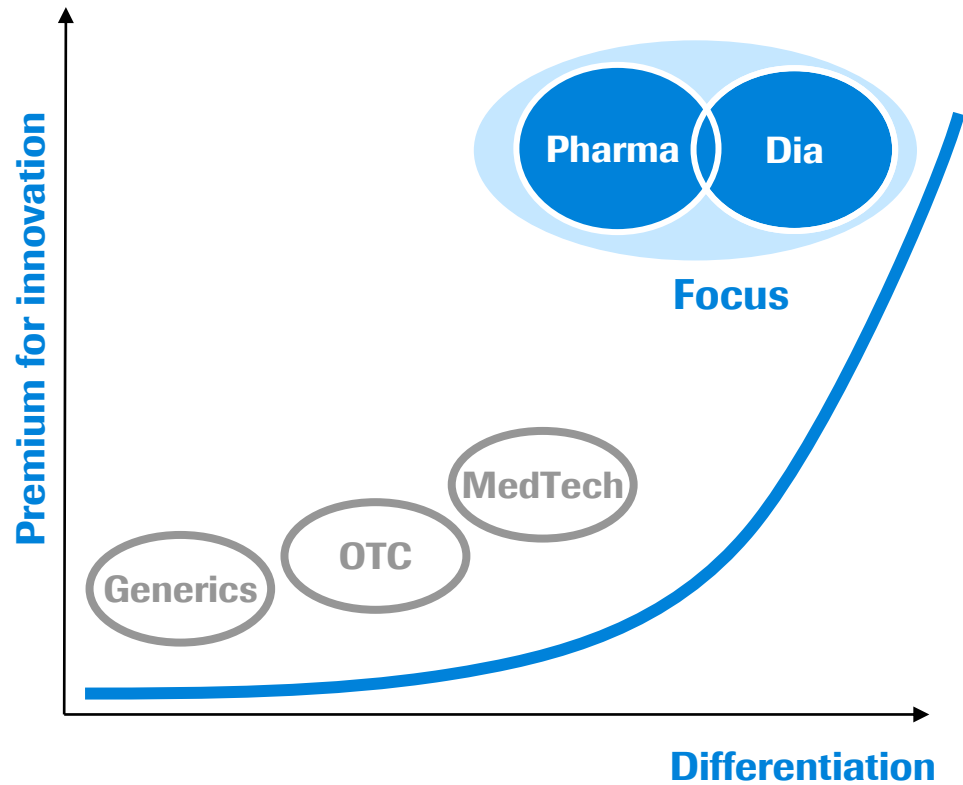 Premium for innovation
Pharma
Dia
Focus
MedTech
OTC
Generics
Differentiation